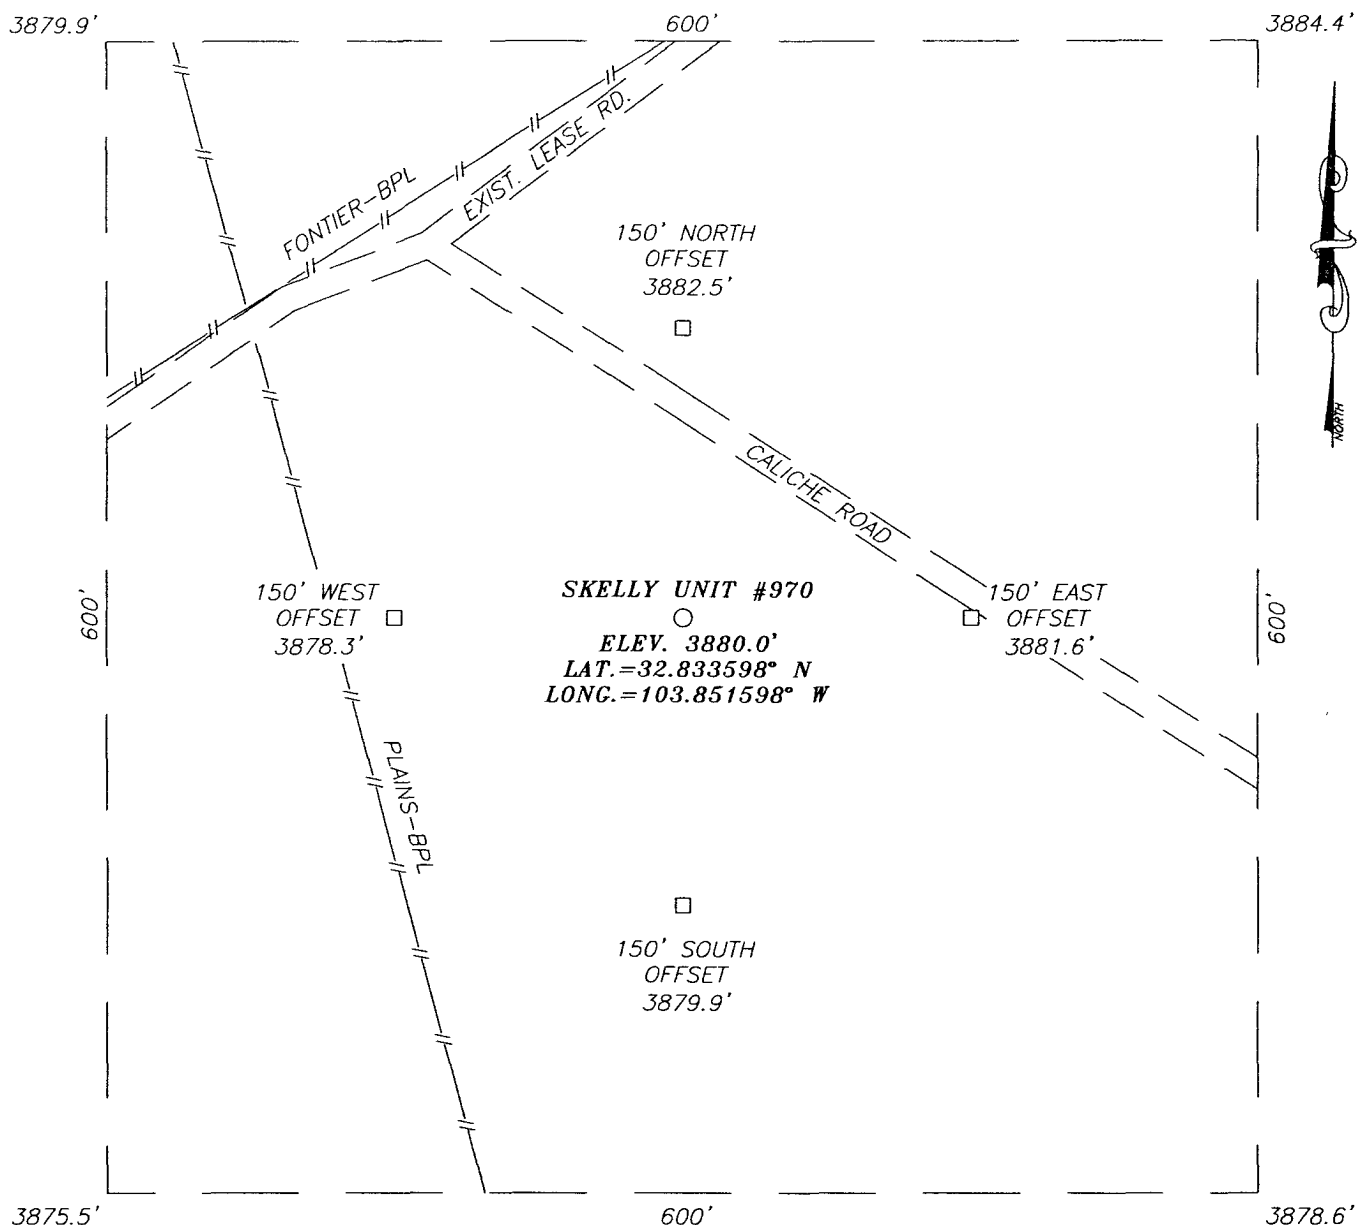 3879.9'
600'
3884.4'
FONTIER-BPL
EXIST. LEASE RD.
150' NORTH
OFFSET
3882.5'
NORTH
CALICHE ROAD
600'
150' WEST
OFFSET
3878.3'
SKELLY UNIT #970
ELEV. 3880.0'
LAT.=32.833598° N
LONG.=103.851598° W
150' EAST
OFFSET
3881.6'
600'
PLAINS-BPL
150' SOUTH
OFFSET
3879.9'
3875.5'
600'
3878.6'